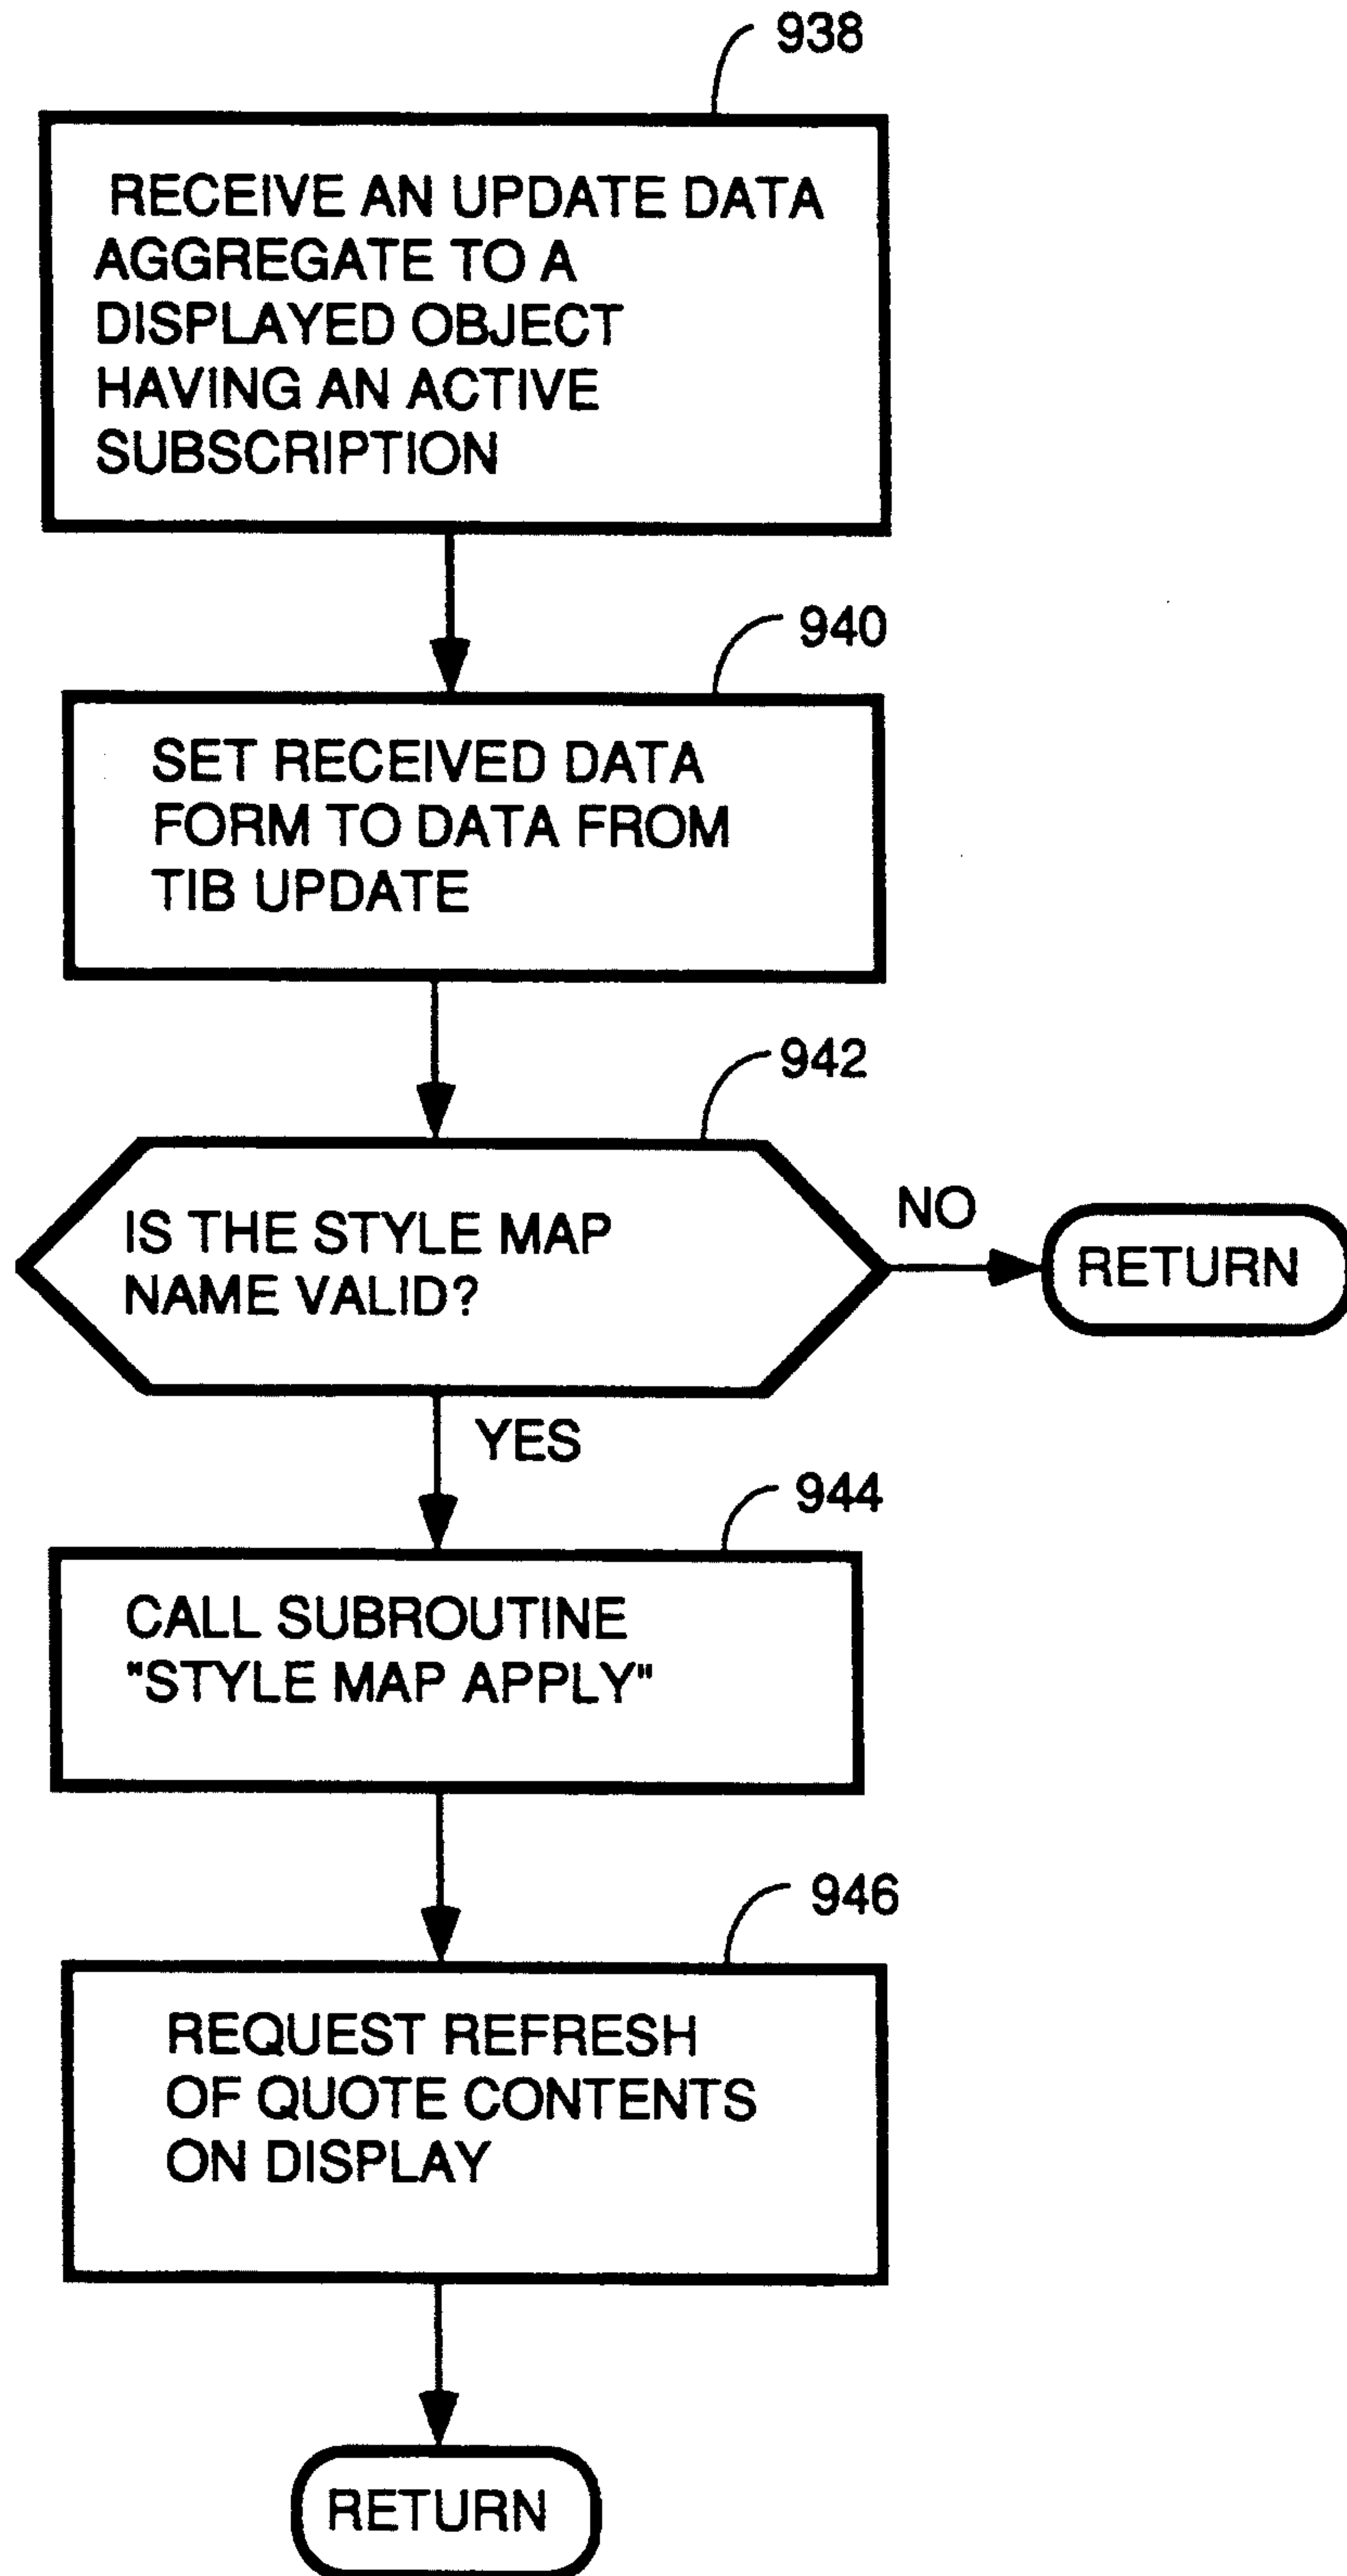 938
RECEIVE AN UPDATE DATA
AGGREGATE TO A
DISPLAYED OBJECT
HAVING AN ACTIVE
SUBSCRIPTION
940
SET RECEIVED DATA
FORM TO DATA FROM
TIB UPDATE
942
IS THE STYLE MAP
NAME VALID?
NO
RETURN
YES
944
CALL SUBROUTINE
"STYLE MAP APPLY"
946
REQUEST REFRESH
OF QUOTE CONTENTS
ON DISPLAY
RETURN